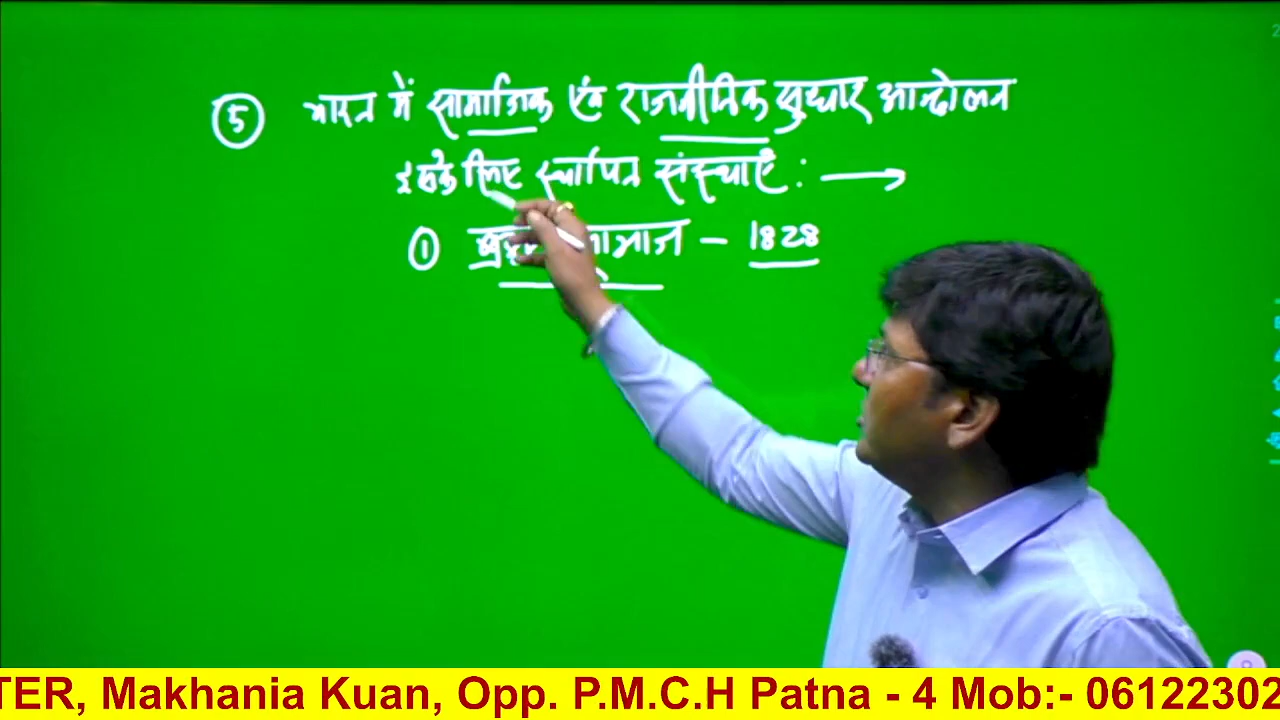 ⑤ भारत में सामाजिक एवं राजनीतिक सुधार आन्दोलन
इसके लिए स्थापित संस्थाएँ : →
① समाज - 1828
TER, Makhania Kuan, Opp. P.M.C.H Patna - 4 Mob:- 06122302